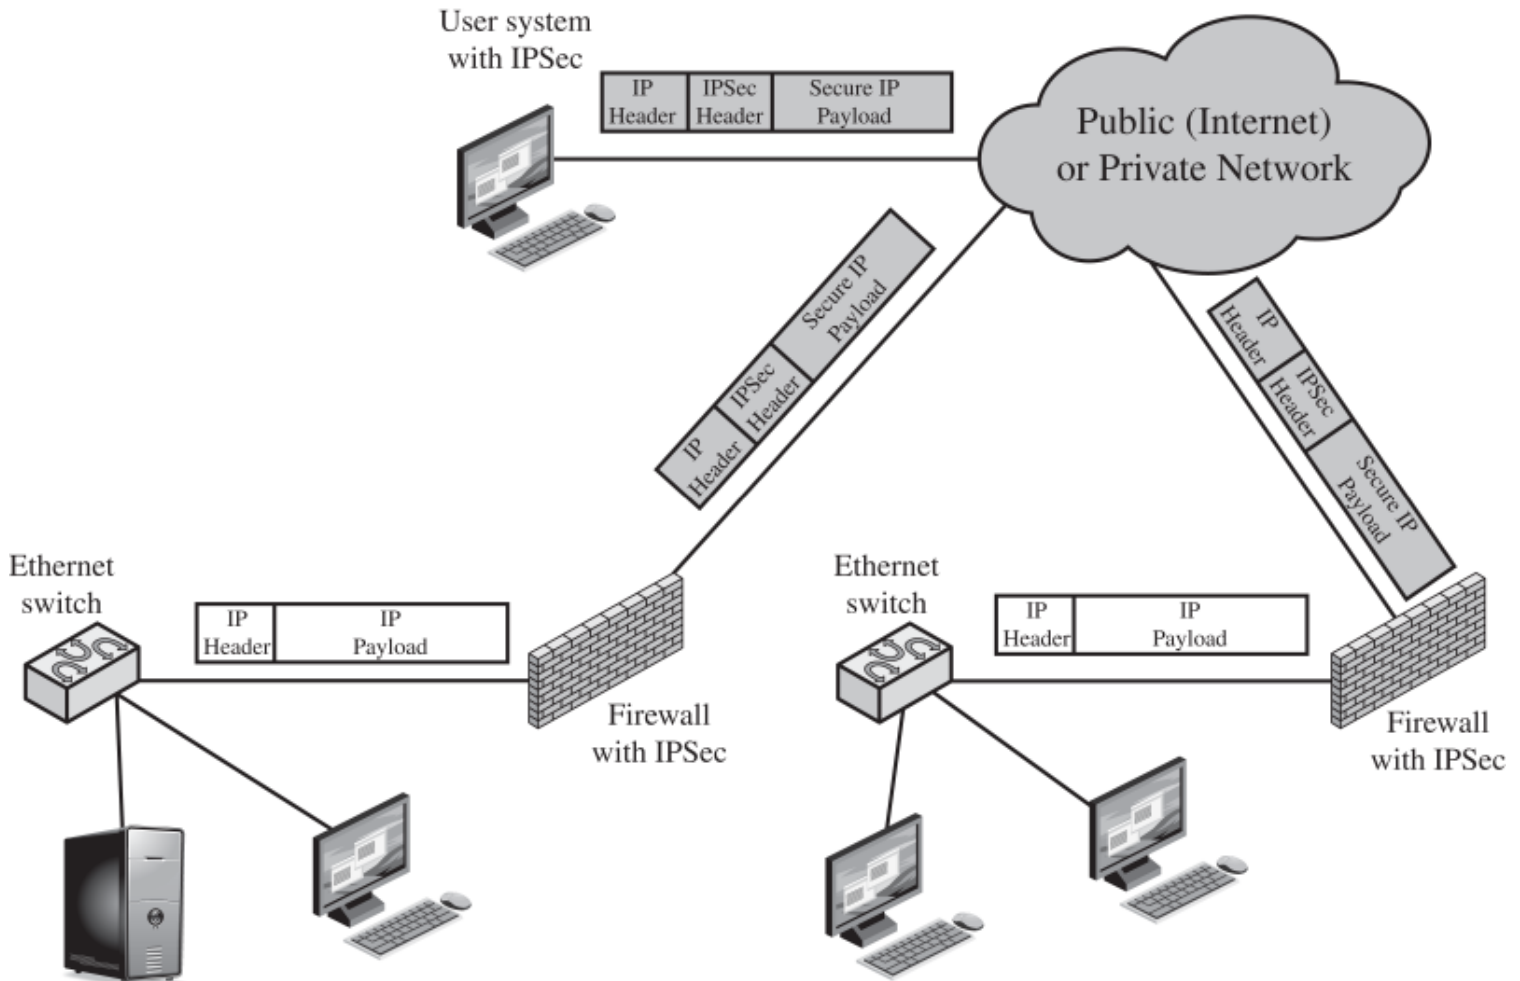 User system
with IPSec
IP
Header
IPSec
Header
Secure IP
Payload
Public (Internet)
or Private Network
IP
Header
IPSec
Header
Secure IP
Payload
IP
Header
IPSec
Header
Secure IP
Payload
Ethernet
switch
IP
Header
IP
Payload
Firewall
with IPSec
Ethernet
switch
IP
Header
IP
Payload
Firewall
with IPSec